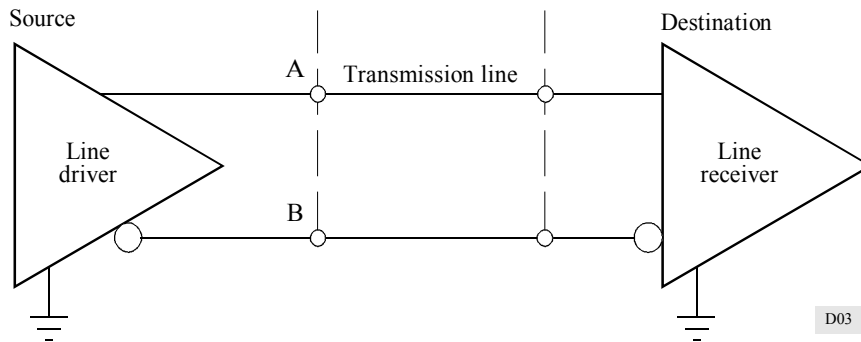 Source
Destination
A
Transmission line
Line
driver
Line
receiver
B
D03